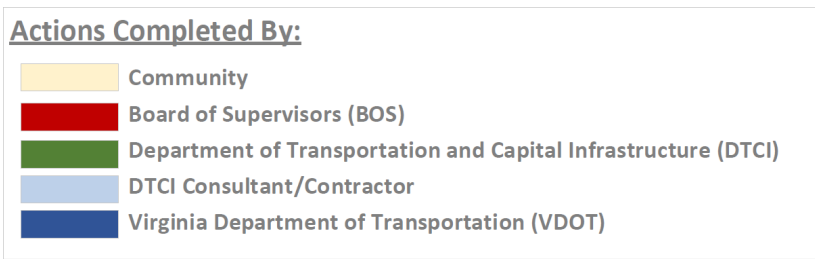 Actions Completed By:
Community
Board of Supervisors (BOS)
Department of Transportation and Capital Infrastructure (DTCI)
DTCI Consultant/Contractor
Virginia Department of Transportation (VDOT)